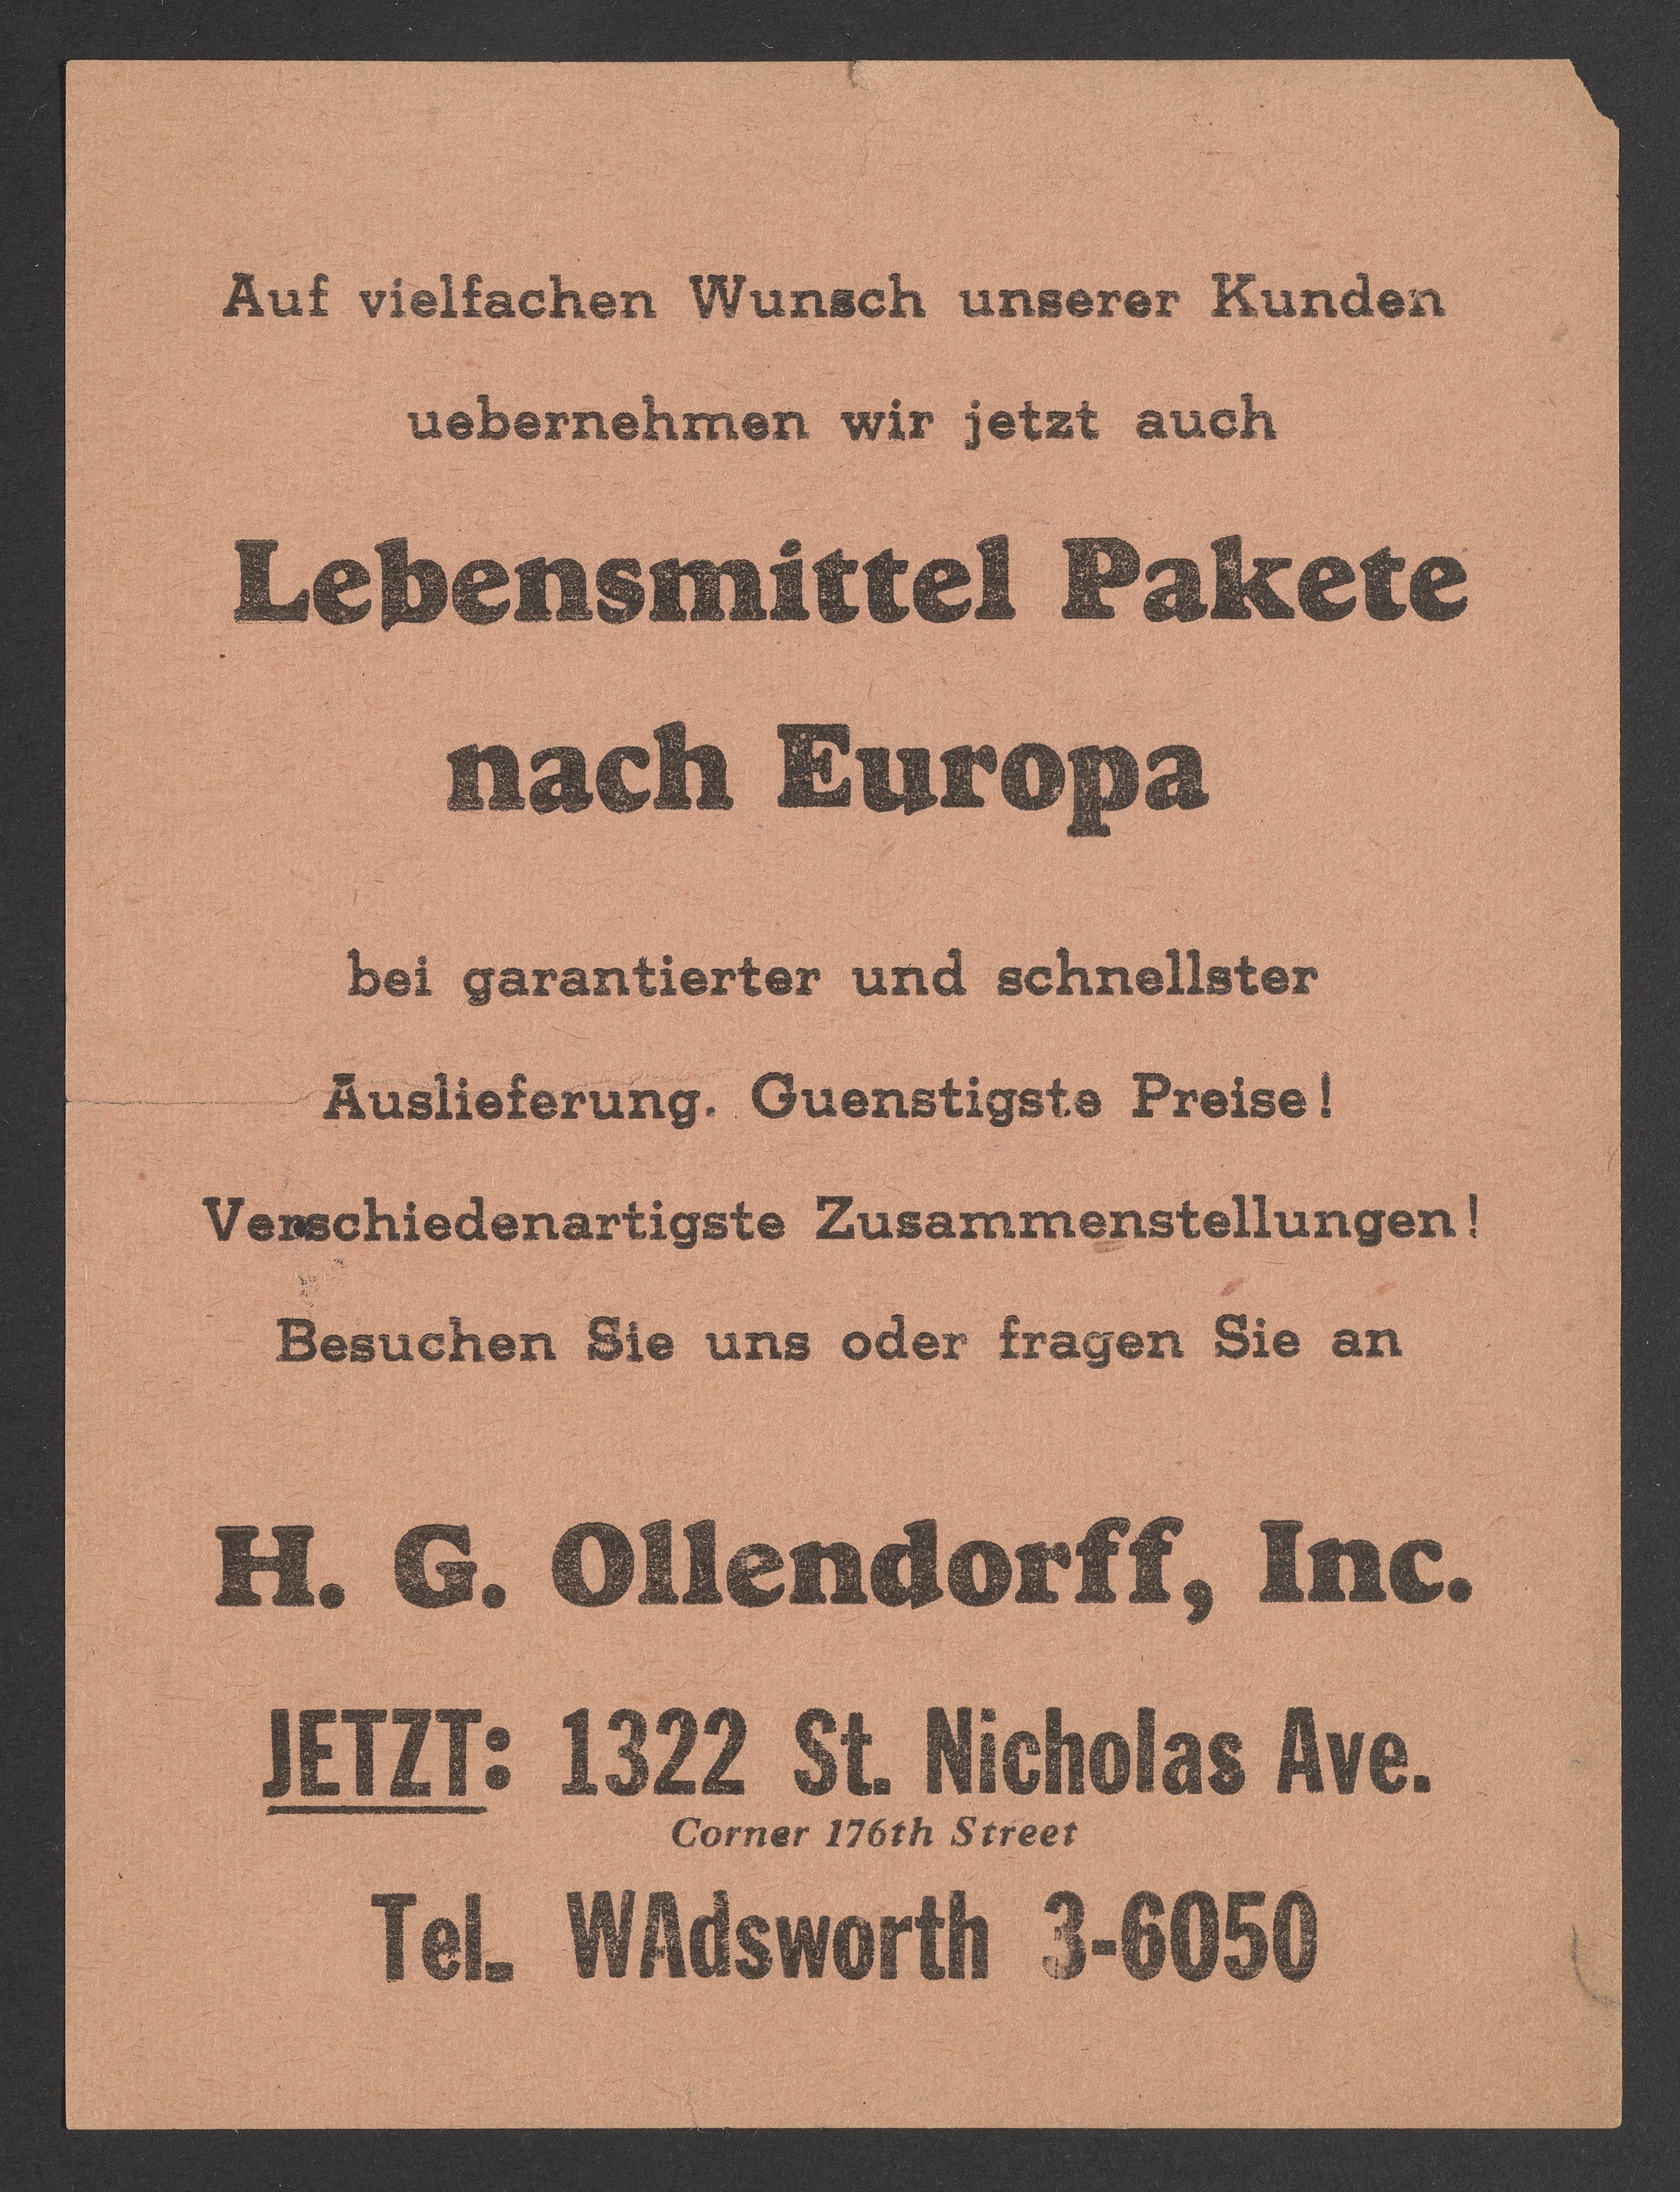 Auf vielfachen Wunsch unserer Kunden
uebernehmen wir jetzt auch
Lebensmittel Pakete
nach Europa
bei garantierter und schnellster
Auslieferung. Guenstigste Preise!
Verschiedenartigste Zusammenstellungen!
Besuchen Sie uns oder fragen Sie an
H. G. Ollendorff, Inc.
JETZT: 1322 St. Nicholas Ave.
Corner 176th Street
Tel. WAdsworth 3-6050